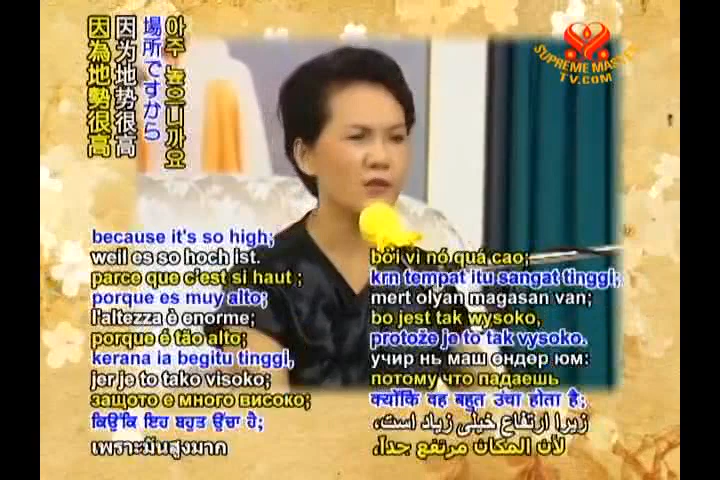 아주 높으니까요
場所ですから
因为地势很高
因為地勢很高
SUPREME MASTER
TV.COM
because it's so high;
weil es so hoch ist.
parce que c'est si haut ;
porque es muy alto;
l'altezza è enorme;
porque é tão alto;
kerana ia begitu tinggi,
jer je to tako visoko;
защото е много високо;
ਕਿਉਂਕਿ ਇਹ ਬਹੁਤ ਉੱਚਾ ਹੈ;
เพราะมันสูงมาก
bởi vì nó quá cao;
krn tempat itu sangat tinggi;
mert olyan magasan van;
bo jest tak wysoko,
protože je to tak vysoko.
учир нь маш өндөр юм:
потому что падаешь
क्योंकि वह बहुत उंचा होता है;
زیرا ارتفاع خیلی زیاد است،
لأن المكان مرتفع جداً،